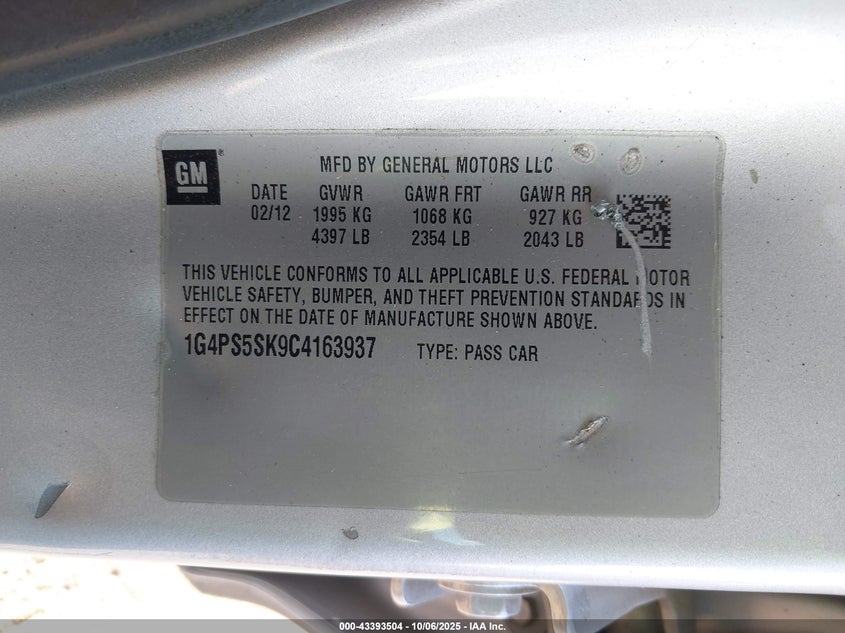 GM
MFD BY GENERAL MOTORS LLC
DATE GVWR GAWR FRT GAWR RR
02/12 1995 KG 1068 KG 927 KG
4397 LB 2354 LB 2043 LB
THIS VEHICLE CONFORMS TO ALL APPLICABLE U.S. FEDERAL MOTOR
VEHICLE SAFETY, BUMPER, AND THEFT PREVENTION STANDARDS IN
EFFECT ON THE DATE OF MANUFACTURE SHOWN ABOVE.
1G4PS5SK9C4163937 TYPE: PASS CAR
000-43393504 - 10/06/2025 - IAA Inc.